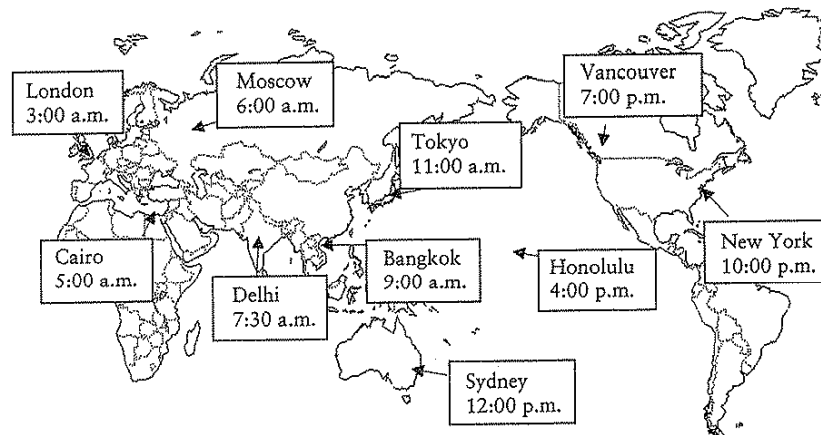 London
3:00 a.m.
Moscow
6:00 a.m.
Vancouver
7:00 p.m.
Tokyo
11:00 a.m.
Cairo
5:00 a.m.
Delhi
7:30 a.m.
Bangkok
9:00 a.m.
Honolulu
4:00 p.m.
New York
10:00 p.m.
Sydney
12:00 p.m.